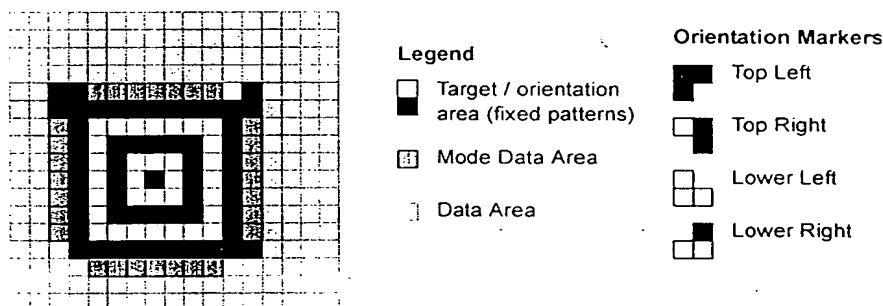 Legend
Target / orientation
area (fixed patterns)
Mode Data Area
Data Area
Orientation Markers
Top Left
Top Right
Lower Left
Lower Right